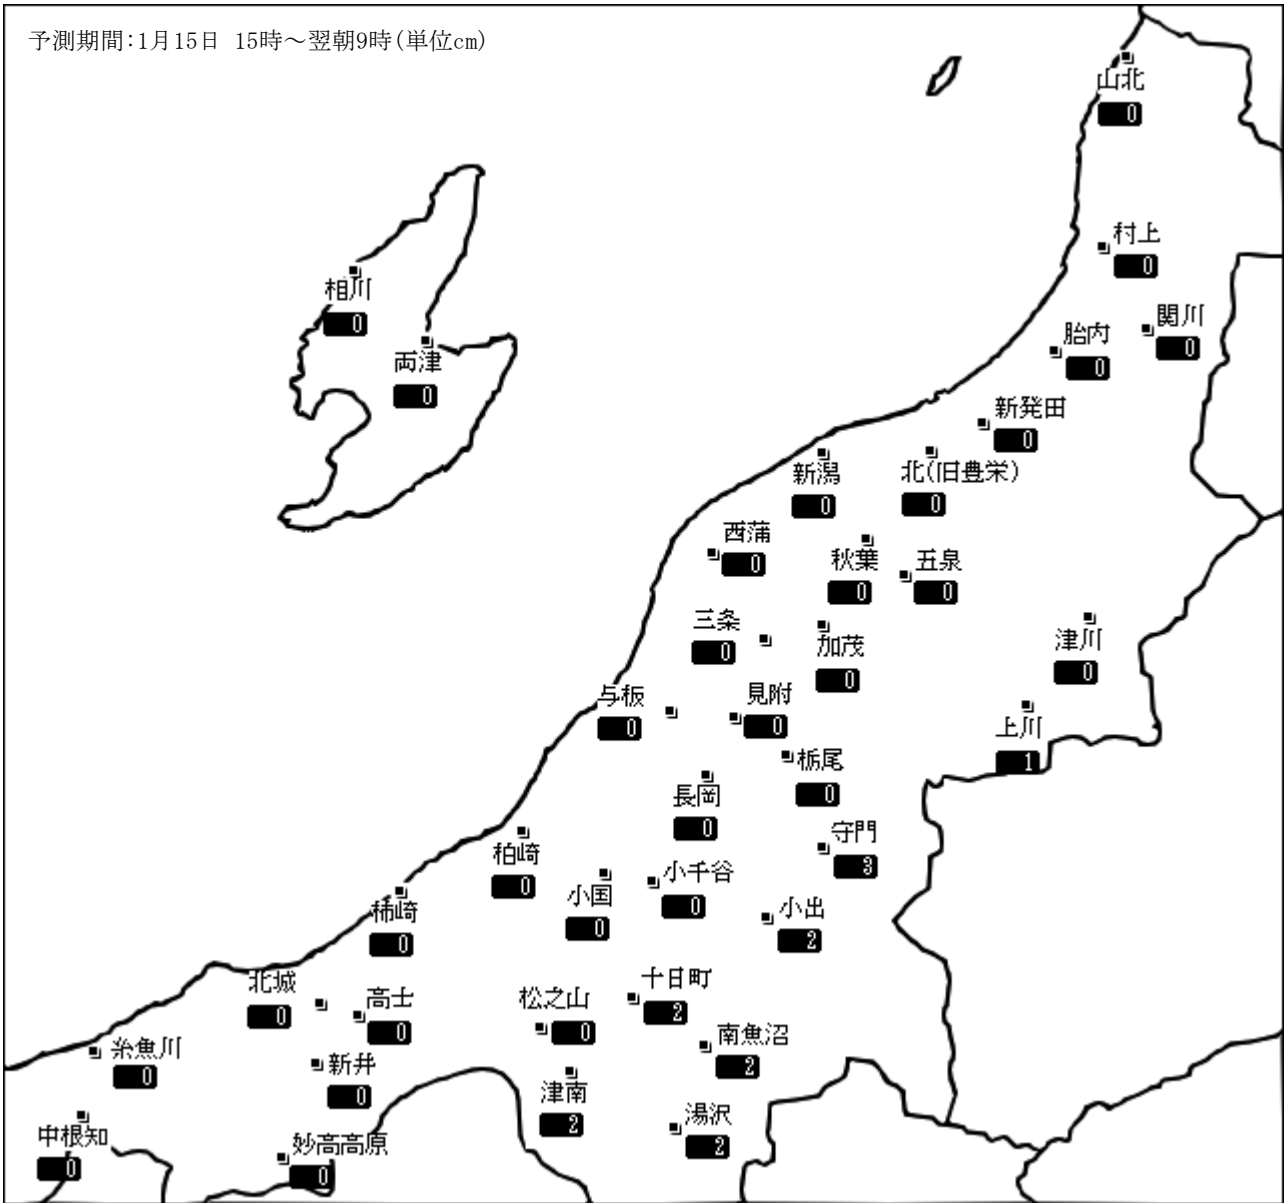 予測期間:1月15日 15時～翌朝9時(単位cm)
山北
0
村上
0
相川
0
関川
0
胎内
0
両津
0
新発田
0
新潟
0
北(旧豊栄)
0
西蒲
0
秋葉
0
五泉
0
三条
0
加茂
0
津川
0
与板
0
見附
0
上川
1
栃尾
0
長岡
0
守門
3
柏崎
0
小国
0
小千谷
0
小出
2
柿崎
0
北城
0
高士
0
松之山
0
十日町
2
南魚沼
2
糸魚川
0
新井
0
津南
2
湯沢
2
中根知
0
妙高高原
0